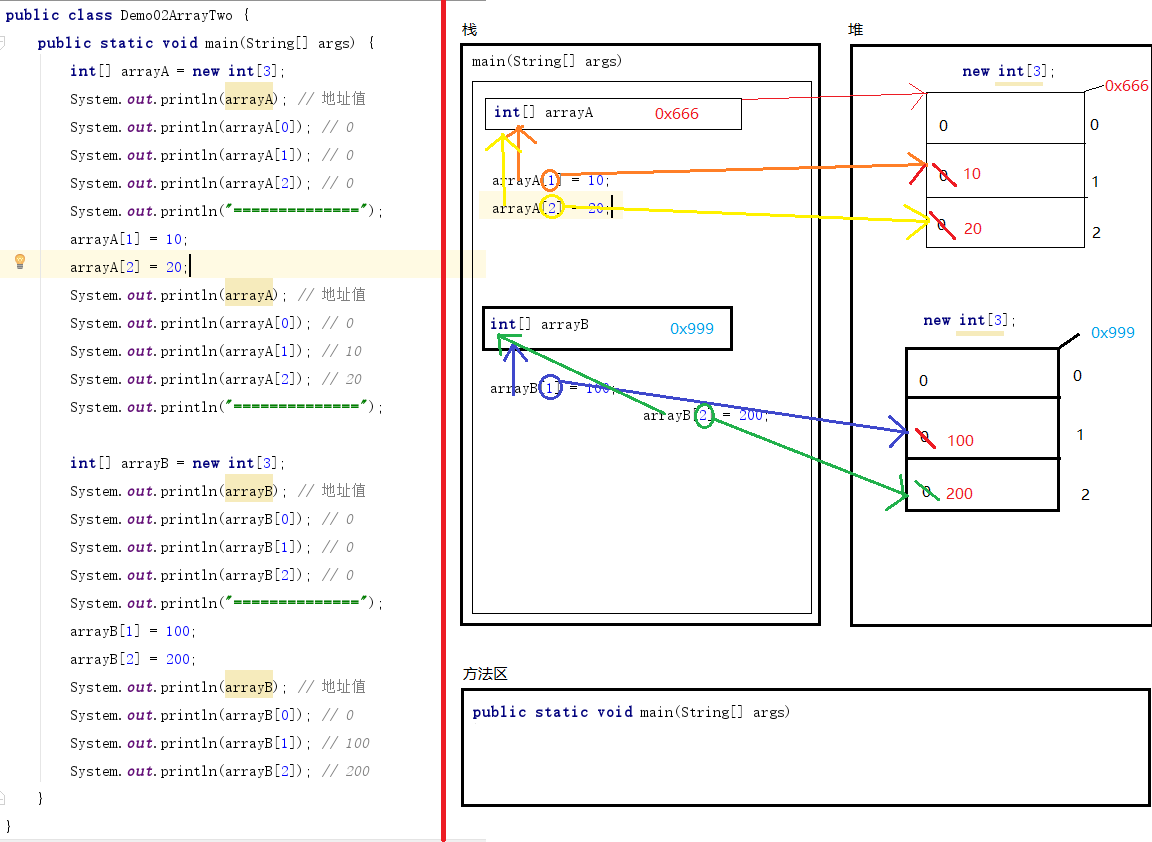 public class Demo02ArrayTwo {
public static void main(String[] args) {
int[] arrayA = new int[3];
System.out.println(arrayA); // 地址值
System.out.println(arrayA[0]); // 0
System.out.println(arrayA[1]); // 0
System.out.println(arrayA[2]); // 0
System.out.println("==============");
arrayA[1] = 10;
arrayA[2] = 20;
System.out.println(arrayA); // 地址值
System.out.println(arrayA[0]); // 0
System.out.println(arrayA[1]); // 10
System.out.println(arrayA[2]); // 20
System.out.println("==============");
int[] arrayB = new int[3];
System.out.println(arrayB); // 地址值
System.out.println(arrayB[0]); // 0
System.out.println(arrayB[1]); // 0
System.out.println(arrayB[2]); // 0
System.out.println("==============");
arrayB[1] = 100;
arrayB[2] = 200;
System.out.println(arrayB); // 地址值
System.out.println(arrayB[0]); // 0
System.out.println(arrayB[1]); // 100
System.out.println(arrayB[2]); // 200
}
}
栈
main(String[] args)
int[] arrayA 0x666
arrayA[1] = 10;
arrayA[2] = 20;
int[] arrayB 0x999
arrayB[1] = 100;
arrayB[2] = 200;
堆
new int[3];
0x666
0 0
0 10 1
0 20 2
new int[3];
0x999
0 0
0 100 1
0 200 2
方法区
public static void main(String[] args)